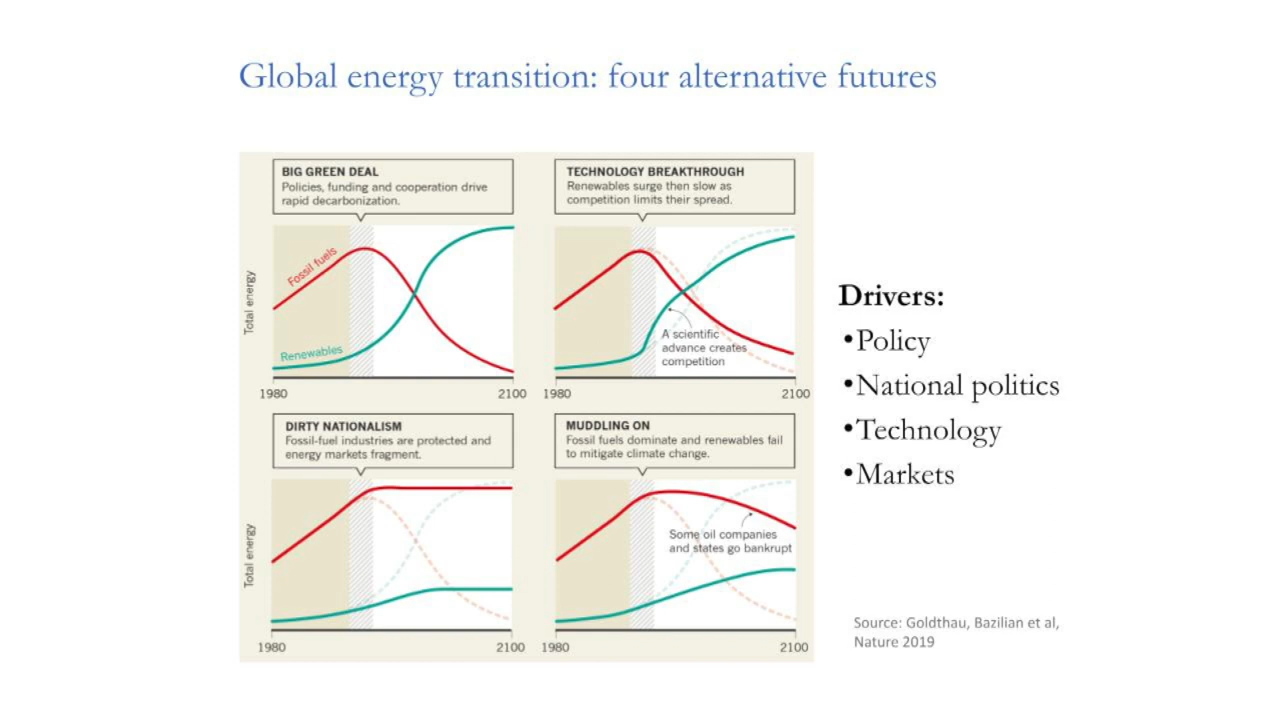 Global energy transition: four alternative futures
BIG GREEN DEAL
Policies, funding and cooperation drive
rapid decarbonization.
Total energy
Fossil fuels
Renewables
1980
2100
TECHNOLOGY BREAKTHROUGH
Renewables surge then slow as
competition limits their spread.
A scientific
advance creates
competition
1980
2100
DIRTY NATIONALISM
Fossil-fuel industries are protected and
energy markets fragment.
Total energy
1980
2100
MUDDLING ON
Fossil fuels dominate and renewables fail
to mitigate climate change.
Some oil companies
and states go bankrupt
1980
2100
Drivers:
•Policy
•National politics
•Technology
•Markets
Source: Goldthau, Bazilian et al,
Nature 2019